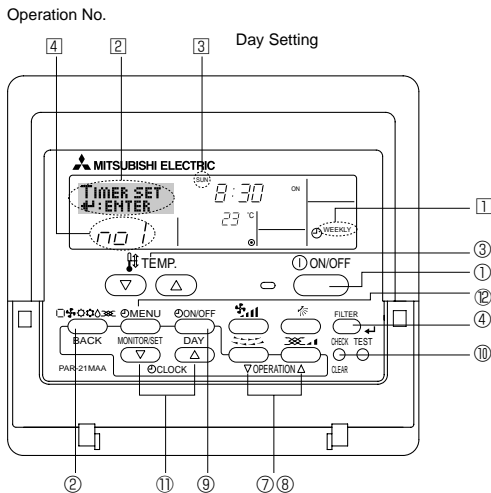 Operation No.
4 2 3 Day Setting
MITSUBISHI ELECTRIC
SUN
TIMER SET 8:30 ON
↵:ENTER
23 °C
WEEKLY
no 1
1
TEMP. ON/OFF
3
1
12
MENU ON/OFF FILTER
4
BACK MONITOR/SET DAY CHECK TEST
10
PAR-21MAA CLOCK ▽OPERATION△ CLEAR
2 11 9 7 8